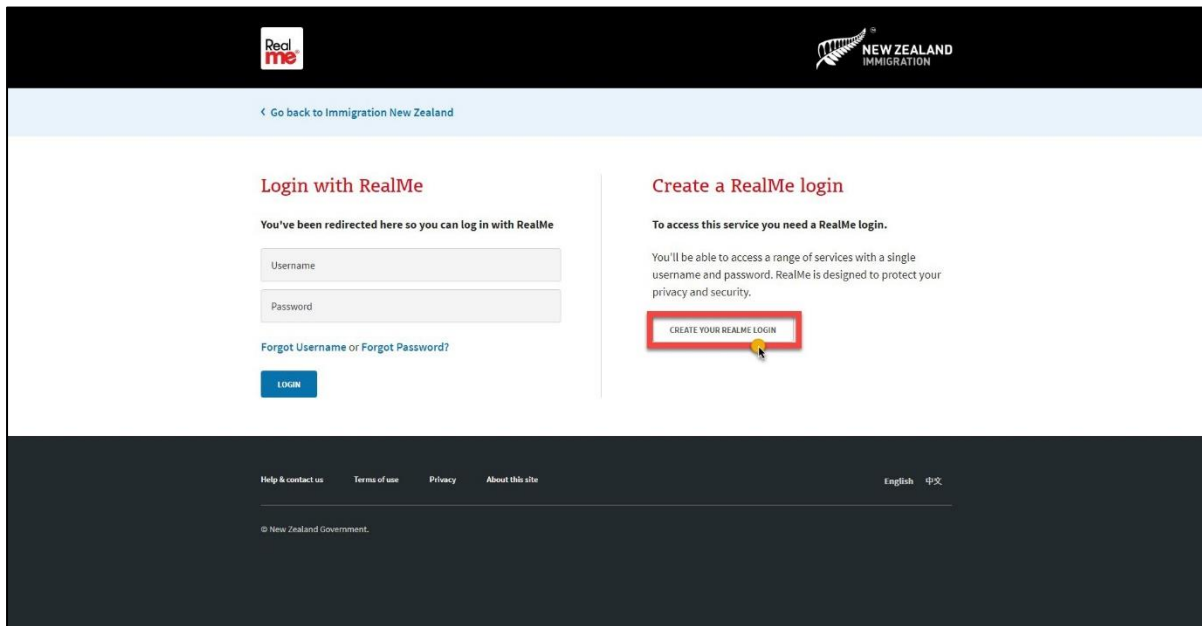 Real
me
NEW ZEALAND
IMMIGRATION
< Go back to Immigration New Zealand
Login with RealMe
You've been redirected here so you can log in with RealMe
Username
Password
Forgot Username or Forgot Password?
LOGIN
Create a RealMe login
To access this service you need a RealMe login.
You'll be able to access a range of services with a single
username and password. RealMe is designed to protect your
privacy and security.
CREATE YOUR REALME LOGIN
Help & contact us Terms of use Privacy About this site
English 中文
© New Zealand Government.